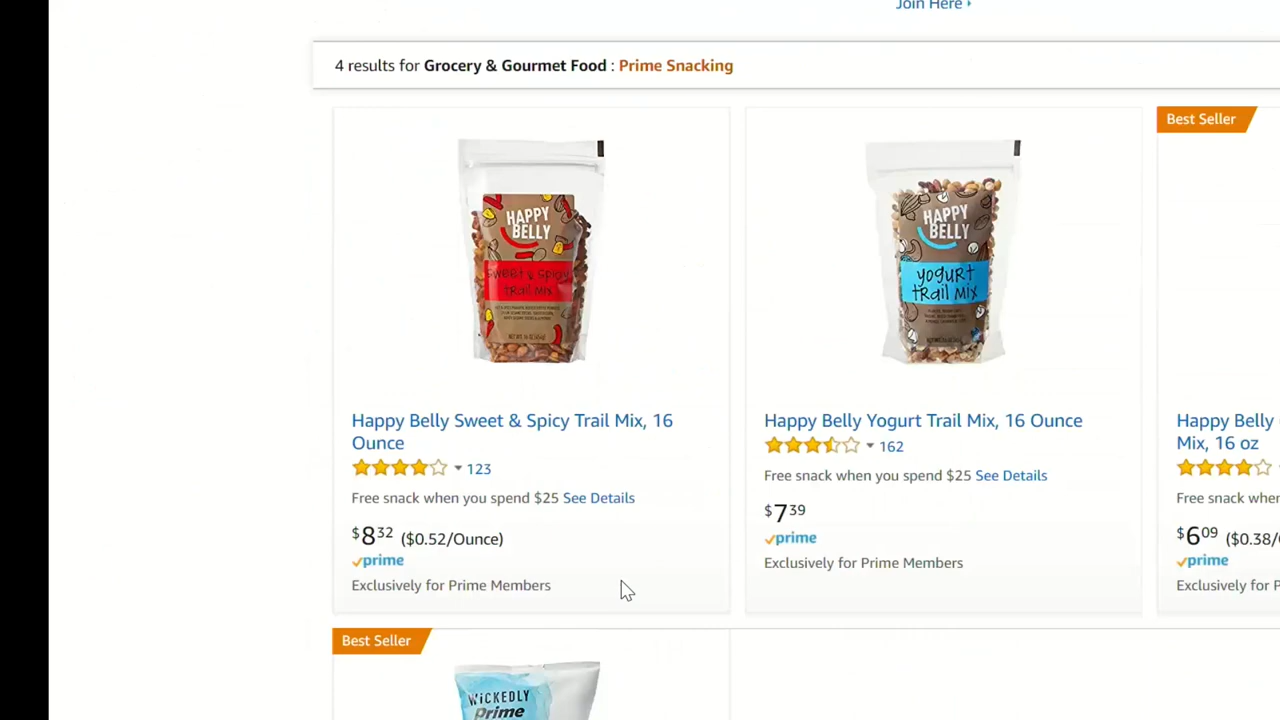 Join Here ›
4 results for Grocery & Gourmet Food : Prime Snacking
HAPPY
BELLY
sweet & spicy
trail mix
Happy Belly Sweet & Spicy Trail Mix, 16
Ounce
123
Free snack when you spend $25 See Details
$8 32 ($0.52/Ounce)
prime
Exclusively for Prime Members
HAPPY
BELLY
yogurt
trail mix
Happy Belly Yogurt Trail Mix, 16 Ounce
162
Free snack when you spend $25 See Details
$7 39
prime
Exclusively for Prime Members
Best Seller
Happy Belly
Mix, 16 oz
Free snack when
$6 09 ($0.38/
prime
Exclusively for P
Best Seller
WICKEDLY
prime